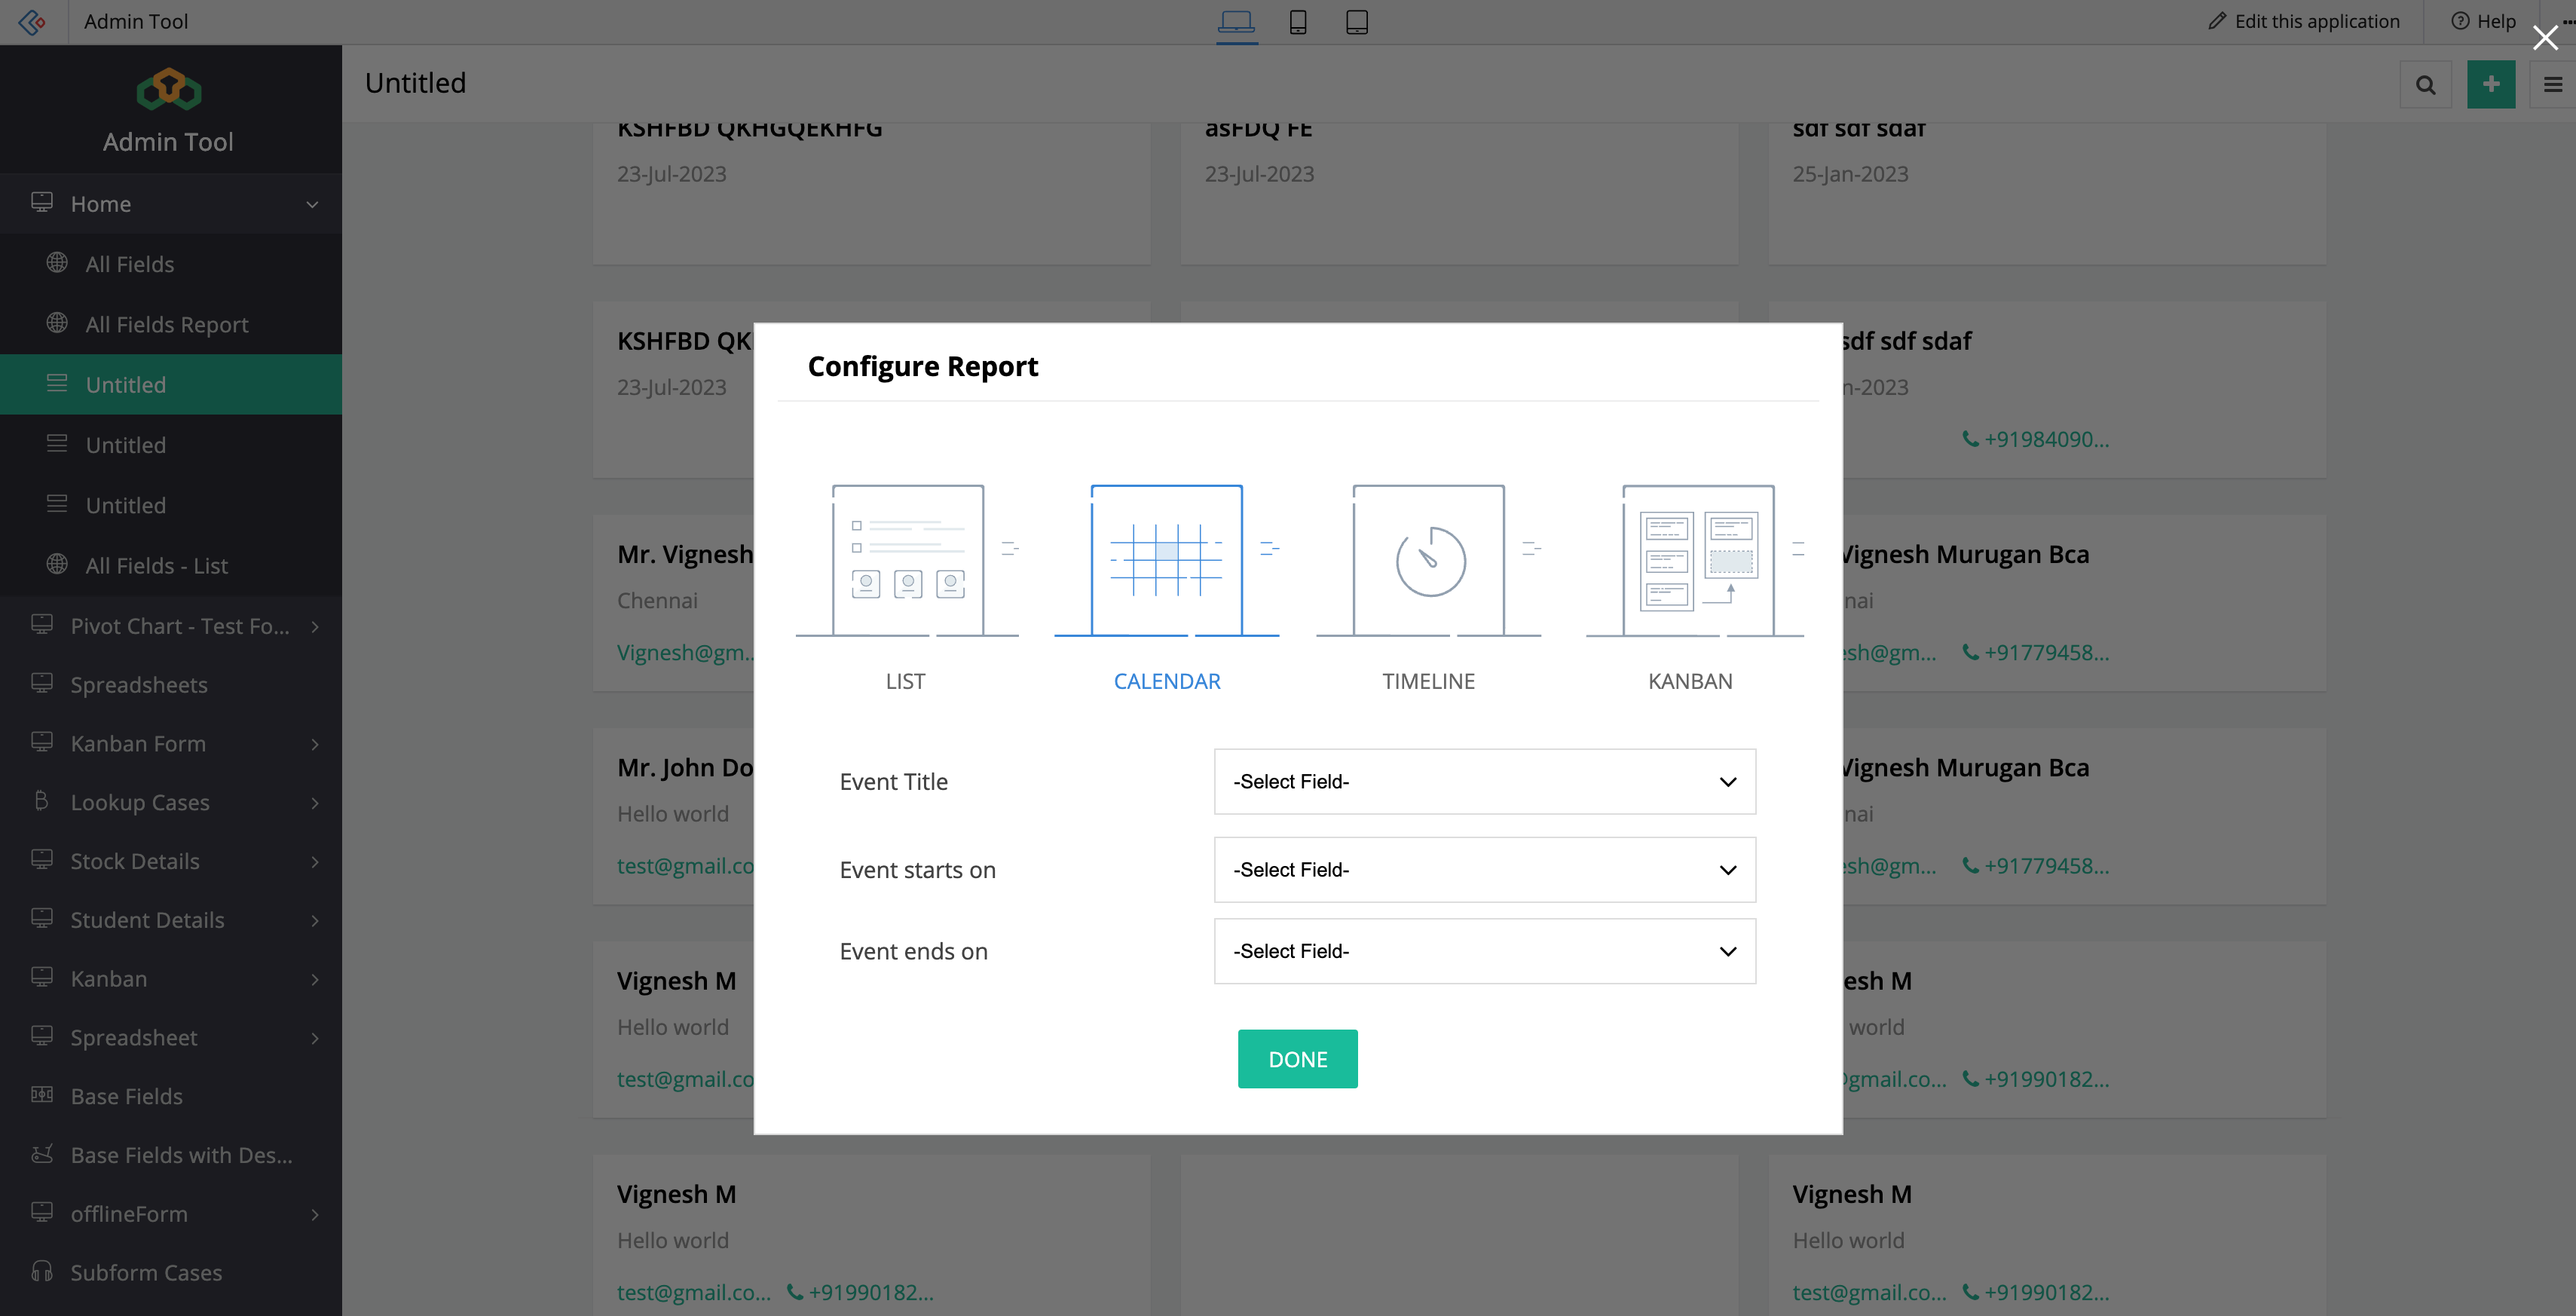 Admin Tool
Edit this application
Help
Admin Tool
Home
All Fields
All Fields Report
Untitled
Untitled
Untitled
All Fields - List
Pivot Chart - Test Fo...
Spreadsheets
Kanban Form
Lookup Cases
Stock Details
Student Details
Kanban
Spreadsheet
Base Fields
Base Fields with Des...
offlineForm
Subform Cases
Untitled
KSHFBD QKHGQEKHFG
23-Jul-2023
asFDQ FE
23-Jul-2023
sdf sdf sdaf
25-Jan-2023
KSHFBD QK
23-Jul-2023
sdf sdf sdaf
n-2023
+91984090...
Mr. Vignesh
Chennai
Vignesh@gm...
Vignesh Murugan Bca
nai
esh@gm... +91779458...
Mr. John Do
Hello world
test@gmail.co
Vignesh Murugan Bca
nai
esh@gm... +91779458...
Vignesh M
Hello world
test@gmail.co
esh M
world
@gmail.co... +91990182...
Vignesh M
Hello world
test@gmail.co... +91990182...
Vignesh M
Hello world
test@gmail.co... +91990182...
Configure Report
LIST
CALENDAR
TIMELINE
KANBAN
Event Title
-Select Field-
Event starts on
-Select Field-
Event ends on
-Select Field-
DONE